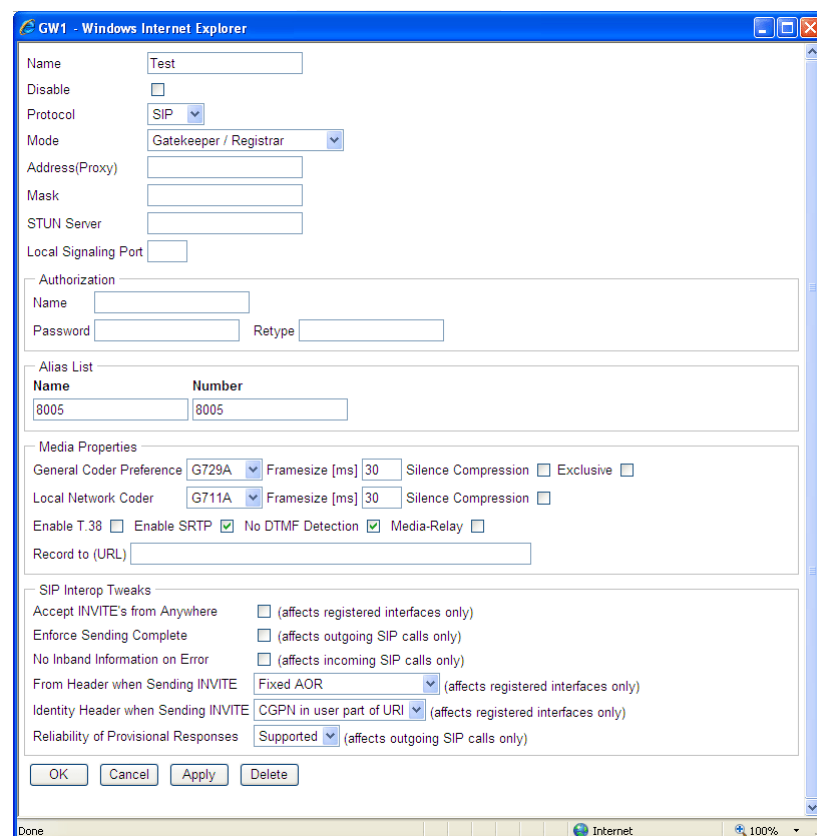 GW1 - Windows Internet Explorer
Name Test
Disable
Protocol SIP
Mode Gatekeeper / Registrar
Address(Proxy)
Mask
STUN Server
Local Signaling Port
Authorization
Name
Password Retype
Alias List
Name Number
8005 8005
Media Properties
General Coder Preference G729A Framesize [ms] 30 Silence Compression Exclusive
Local Network Coder G711A Framesize [ms] 30 Silence Compression
Enable T.38 Enable SRTP No DTMF Detection Media-Relay
Record to (URL)
SIP Interop Tweaks
Accept INVITE's from Anywhere (affects registered interfaces only)
Enforce Sending Complete (affects outgoing SIP calls only)
No Inband Information on Error (affects incoming SIP calls only)
From Header when Sending INVITE Fixed AOR (affects registered interfaces only)
Identity Header when Sending INVITE CGPN in user part of URI (affects registered interfaces only)
Reliability of Provisional Responses Supported (affects outgoing SIP calls only)
OK Cancel Apply Delete
Done Internet 100%